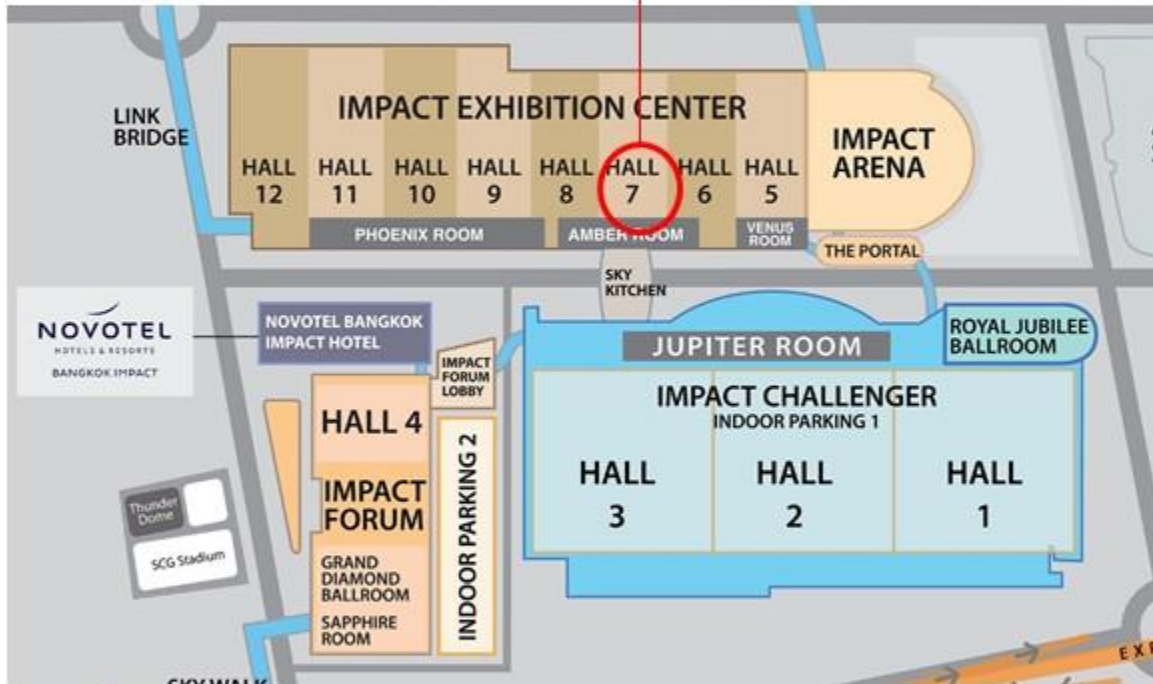 IMPACT EXHIBITION CENTER
LINK
BRIDGE
IMPACT
ARENA
HALL
12
HALL
11
HALL
10
HALL
9
HALL
8
HALL
7
HALL
6
HALL
5
PHOENIX ROOM
AMBER ROOM
VENUS
ROOM
THE PORTAL
SKY
KITCHEN
NOVOTEL
HOTELS & RESORTS
BANGKOK IMPACT
NOVOTEL BANGKOK
IMPACT HOTEL
IMPACT
FORUM
LOBBY
JUPITER ROOM
ROYAL JUBILEE
BALLROOM
IMPACT CHALLENGER
INDOOR PARKING 1
HALL
3
HALL
2
HALL
1
HALL 4
IMPACT
FORUM
GRAND
DIAMOND
BALLROOM
SAPPHIRE
ROOM
INDOOR PARKING 2
Thunder
Dome
SCG Stadium
SKY WALK